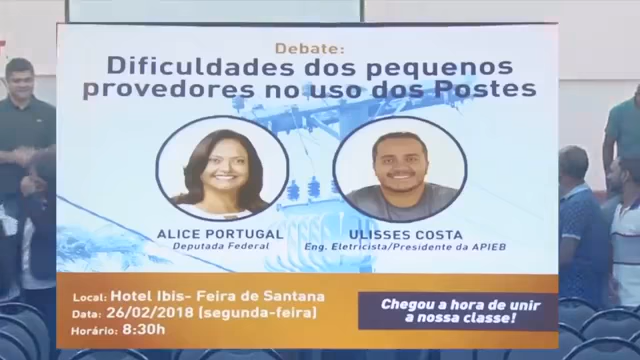 Debate:
Dificuldades dos pequenos
provedores no uso dos Postes
ALICE PORTUGAL
Deputada Federal
ULISSES COSTA
Eng. Eletricista/Presidente da APIEB
Local: Hotel Ibis- Feira de Santana
Data: 26/02/2018 (segunda-feira)
Horário: 8:30h
Chegou a hora de unir
a nossa classe!